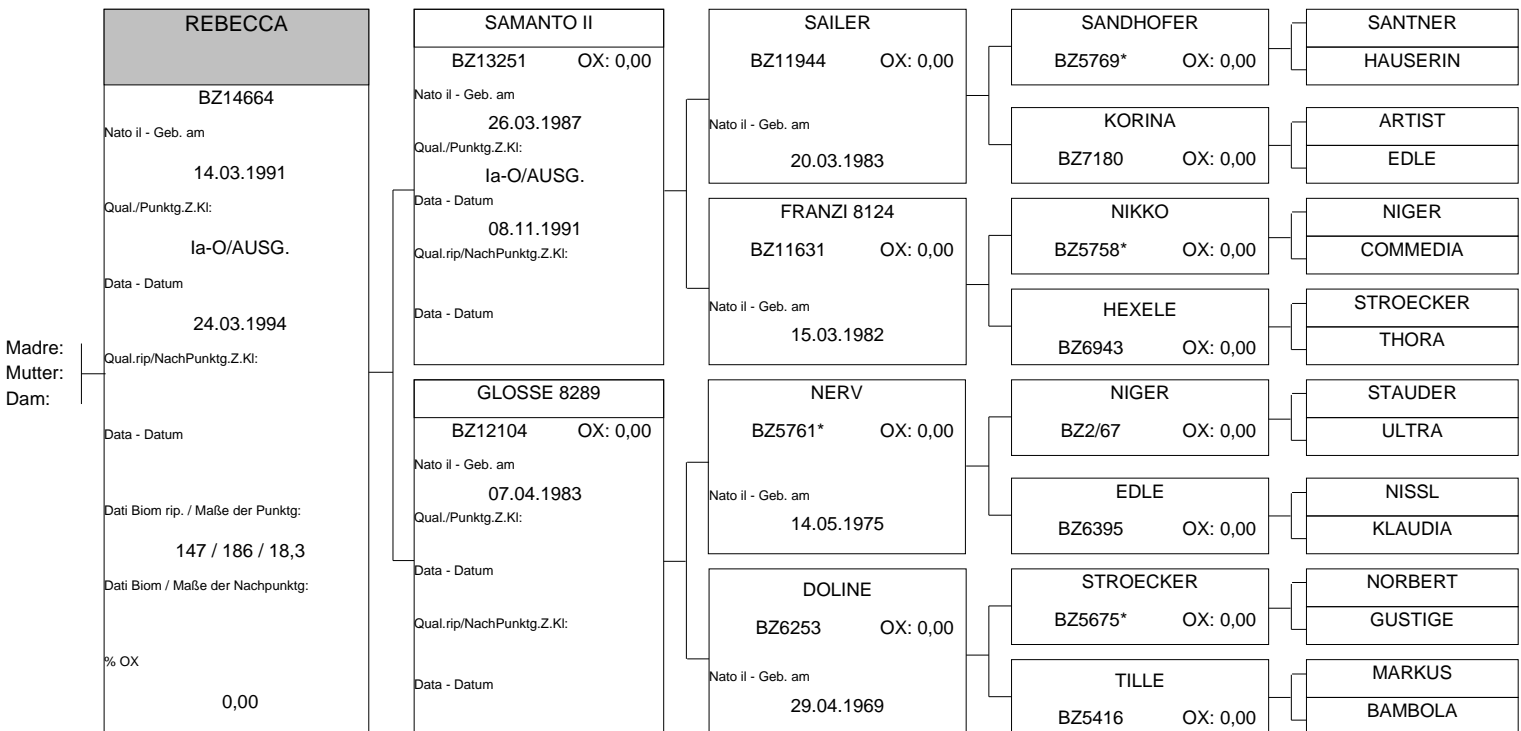 Madre:
Mutter:
Dam:
REBECCA
BZ14664
Nato il - Geb. am
14.03.1991
Qual./Punktg.Z.Kl:
Ia-O/AUSG.
Data - Datum
24.03.1994
Qual.rip/NachPunktg.Z.Kl:
Data - Datum
Dati Biom rip. / Maße der Punktg:
147 / 186 / 18,3
Dati Biom / Maße der Nachpunktg:
% OX
0,00
SAMANTO II
BZ13251 OX: 0,00
Nato il - Geb. am
26.03.1987
Qual./Punktg.Z.Kl:
Ia-O/AUSG.
Data - Datum
08.11.1991
Qual.rip/NachPunktg.Z.Kl:
Data - Datum
GLOSSE 8289
BZ12104 OX: 0,00
Nato il - Geb. am
07.04.1983
Qual./Punktg.Z.Kl:
Data - Datum
Qual.rip/NachPunktg.Z.Kl:
Data - Datum
SAILER
BZ11944 OX: 0,00
Nato il - Geb. am
20.03.1983
FRANZI 8124
BZ11631 OX: 0,00
Nato il - Geb. am
15.03.1982
NERV
BZ5761* OX: 0,00
Nato il - Geb. am
14.05.1975
DOLINE
BZ6253 OX: 0,00
Nato il - Geb. am
29.04.1969
SANDHOFER
BZ5769* OX: 0,00
KORINA
BZ7180 OX: 0,00
NIKKO
BZ5758* OX: 0,00
HEXELE
BZ6943 OX: 0,00
NIGER
BZ2/67 OX: 0,00
EDLE
BZ6395 OX: 0,00
STROECKER
BZ5675* OX: 0,00
TILLE
BZ5416 OX: 0,00
SANTNER
HAUSERIN
ARTIST
EDLE
NIGER
COMMEDIA
STROECKER
THORA
STAUDER
ULTRA
NISSL
KLAUDIA
NORBERT
GUSTIGE
MARKUS
BAMBOLA